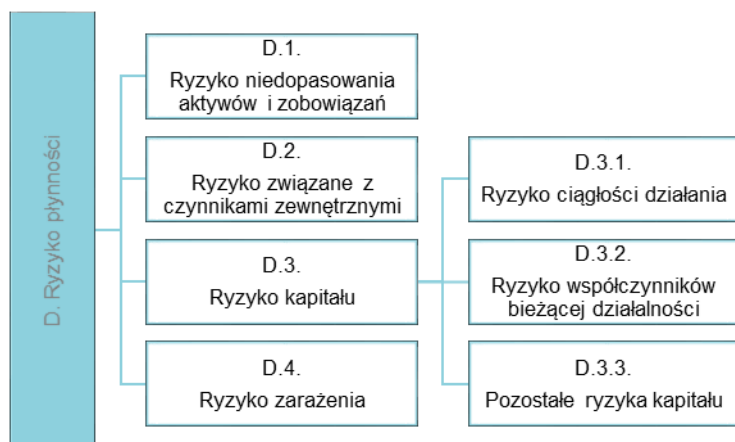 D. Ryzyko płynności
D.1.
Ryzyko niedopasowania
aktywów i zobowiązań
D.2.
Ryzyko związane z
czynnikami zewnętrznymi
D.3.
Ryzyko kapitału
D.4.
Ryzyko zarażenia
D.3.1.
Ryzyko ciągłości działania
D.3.2.
Ryzyko współczynników
bieżącej działalności
D.3.3.
Pozostałe ryzyka kapitału